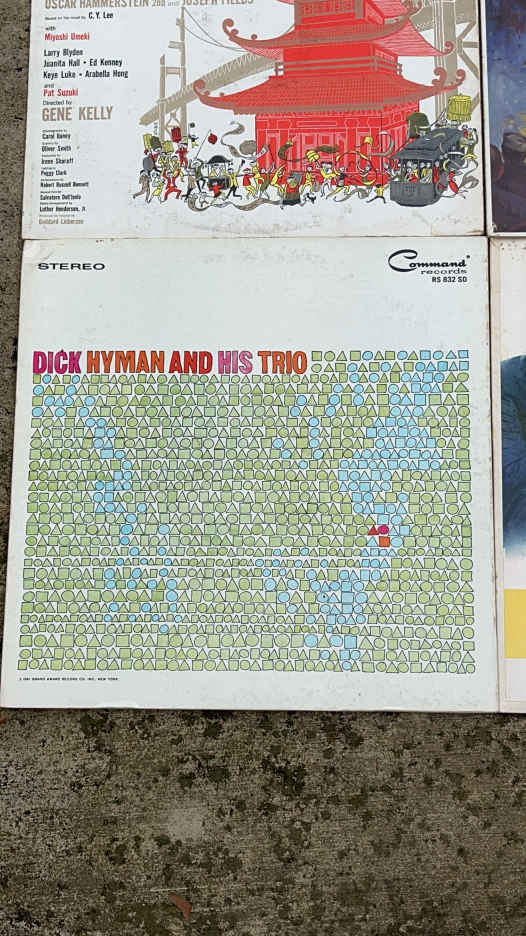 OSCAR HAMMERSTEIN 2ND and JOSEPH FIELDS
Based on the novel by C. Y. Lee
with
Miyoshi Umeki
Larry Blyden
Juanita Hall • Ed Kenney
Keye Luke • Arabella Hong
and
Pat Suzuki
Directed by
GENE KELLY
Carol Haney
Oliver Smith
Irene Sharaff
Peggy Clark
Robert Russell Bennett
Salvatore Dell'Isola
Luther Henderson, Jr.
Goddard Lieberson
STEREO
Command
records
RS 832 SD
DICK HYMAN AND HIS TRIO
GRAND AWARD RECORD CO. INC., NEW YORK